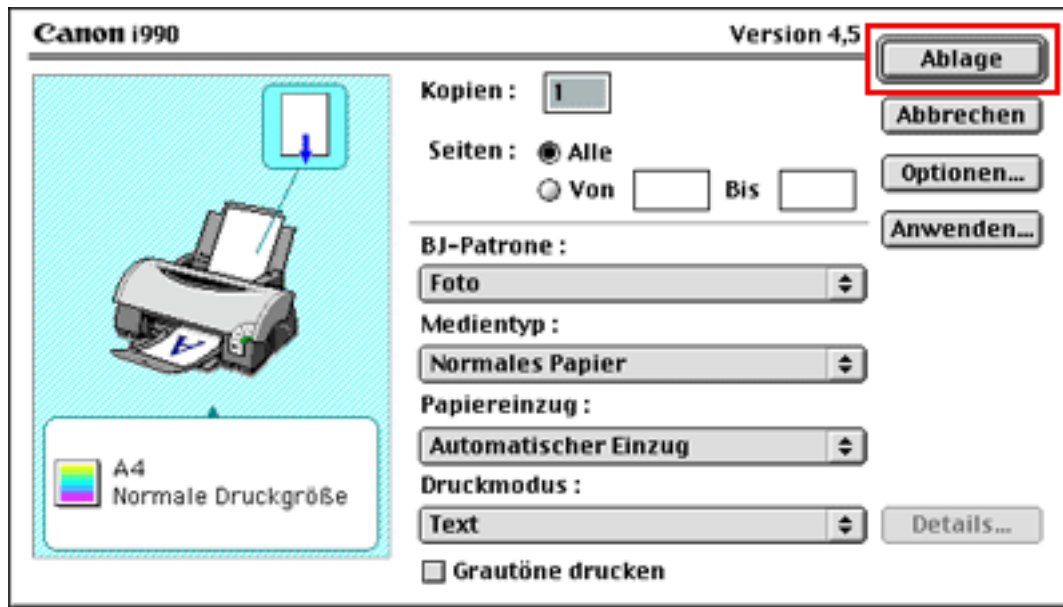 Canon i990
Version 4,5
Ablage
Kopien : 1
Abbrechen
Seiten : Alle
Von Bis
Optionen...
Anwenden...
BJ-Patrone :
Foto
Medientyp :
Normales Papier
Papiereinzug :
Automatischer Einzug
Druckmodus :
Text
Details...
Grautöne drucken
A
A4
Normale Druckgröße